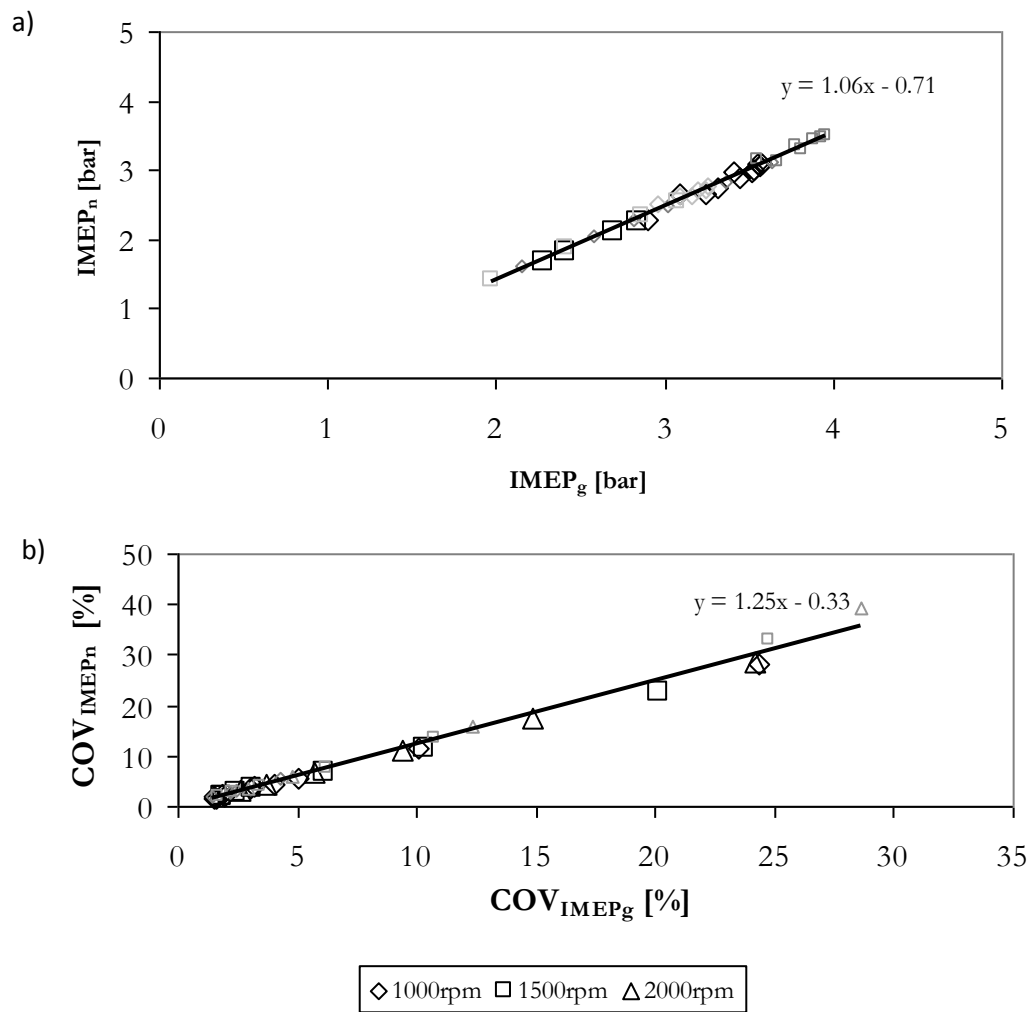 a)
5
4
3
2
1
0
IMEPn [bar]
y = 1.06x - 0.71
0 1 2 3 4 5
IMEPg [bar]
b)
50
40
30
20
10
0
COVIMEPn [%]
y = 1.25x - 0.33
0 5 10 15 20 25 30 35
COVIMEPg [%]
1000rpm 1500rpm 2000rpm